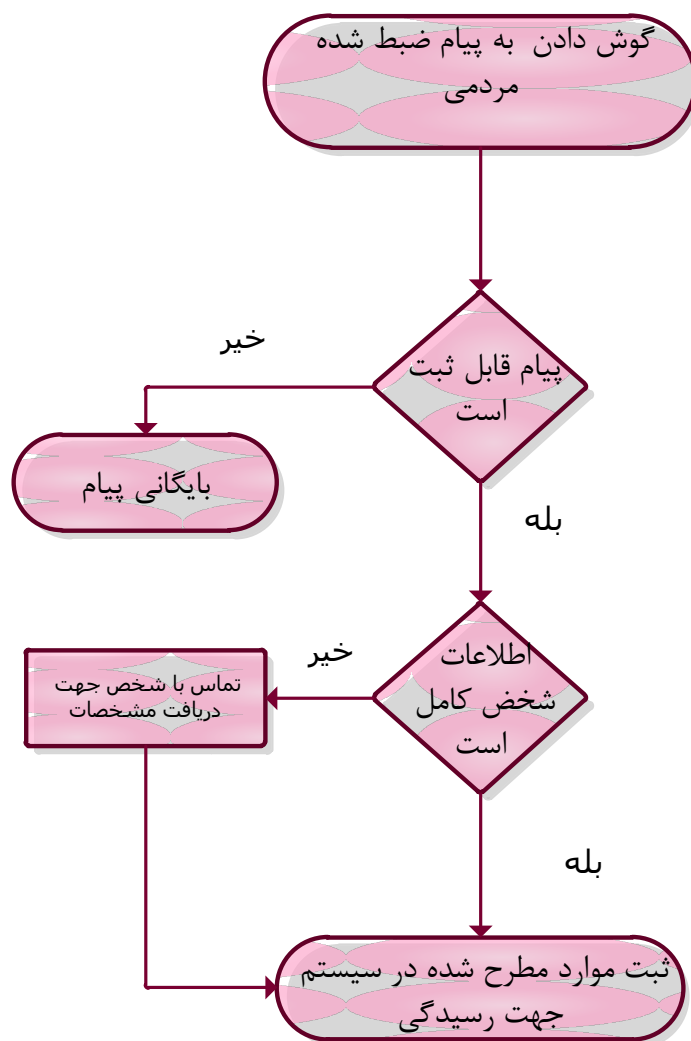 گوش دادن به پیام ضبط شده
مردمی
خیر
پیام قابل ثبت
است
بایگانی پیام
بله
اطلاعات
شخض کامل
است
خیر
تماس با شخص جهت
دریافت مشخصات
بله
ثبت موارد مطرح شده در سیستم
جهت رسیدگی